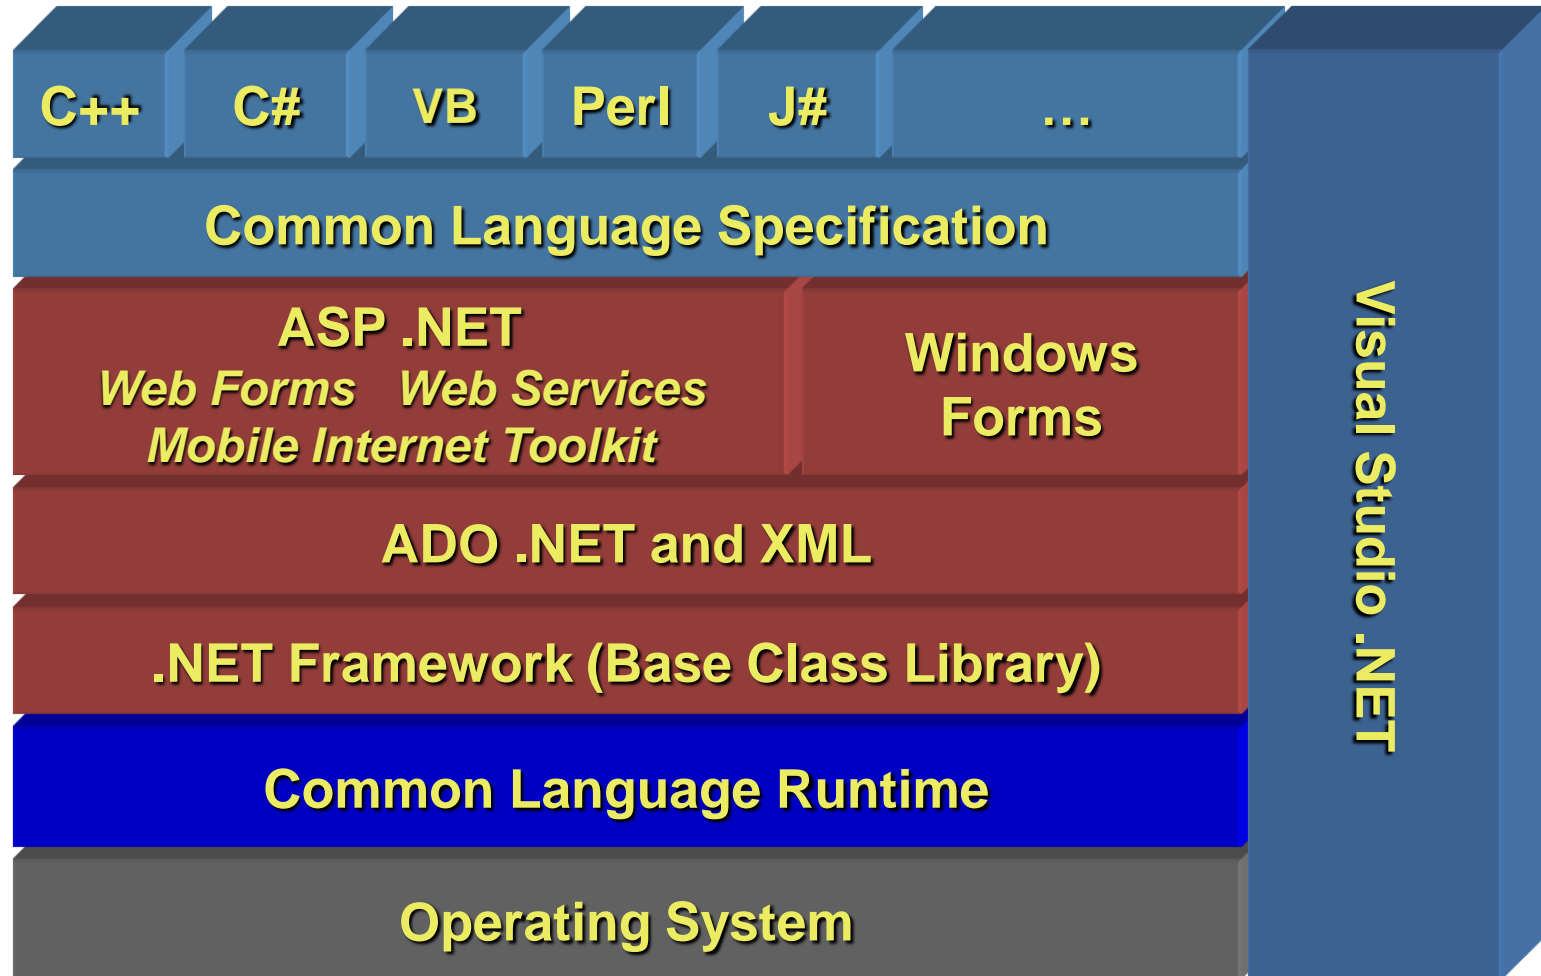 C++ C# VB Perl J# …
Common Language Specification
ASP .NET
Web Forms Web Services
Mobile Internet Toolkit
Windows
Forms
ADO .NET and XML
.NET Framework (Base Class Library)
Common Language Runtime
Operating System
Visual Studio .NET